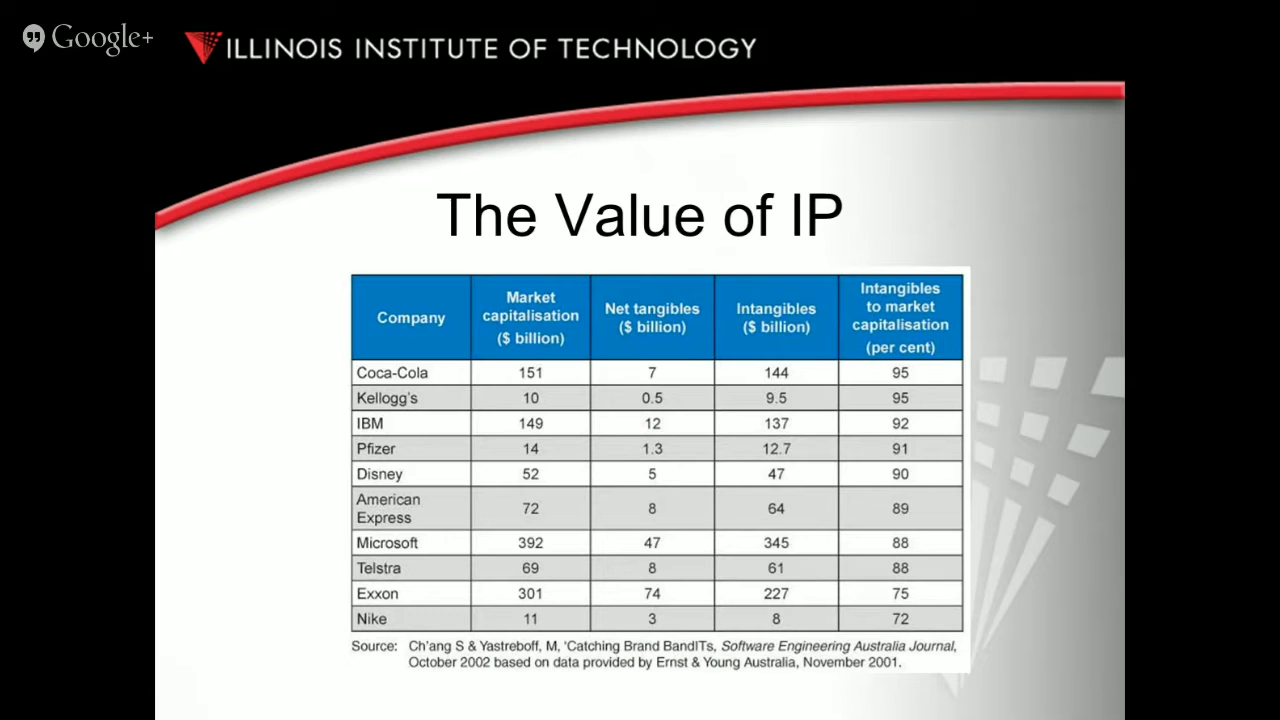 Google+
ILLINOIS INSTITUTE OF TECHNOLOGY
The Value of IP
Company Market capitalisation ($ billion) Net tangibles ($ billion) Intangibles ($ billion) Intangibles to market capitalisation (per cent)
Coca-Cola 151 7 144 95
Kellogg's 10 0.5 9.5 95
IBM 149 12 137 92
Pfizer 14 1.3 12.7 91
Disney 52 5 47 90
American Express 72 8 64 89
Microsoft 392 47 345 88
Telstra 69 8 61 88
Exxon 301 74 227 75
Nike 11 3 8 72
Source: Ch'ang S & Yastreboff, M, 'Catching Brand BandITs, Software Engineering Australia Journal,
October 2002 based on data provided by Ernst & Young Australia, November 2001.